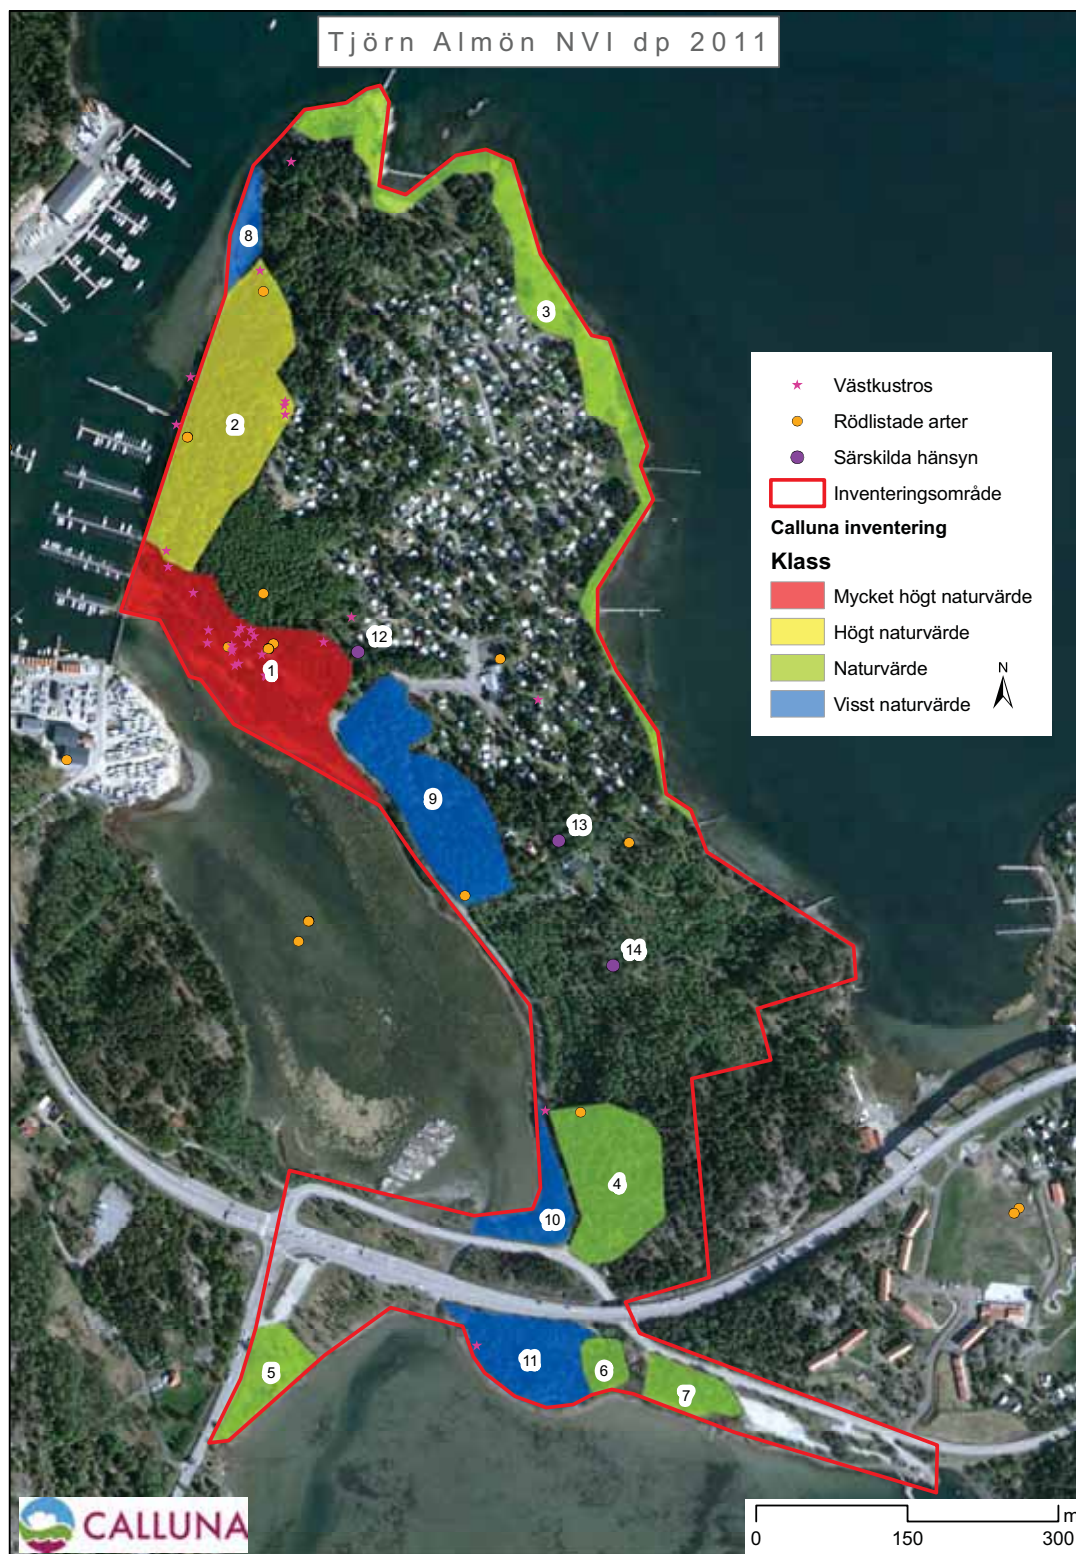 Tjörn Almön NVI dp 2011
8
3
2
Västkustros
Rödlistade arter
Särskilda hänsyn
Inventeringsområde
Calluna inventering
Klass
Mycket högt naturvärde
Högt naturvärde
Naturvärde
Visst naturvärde
N
12
1
9
13
14
4
10
11
5
6
7
CALLUNA
m
0 150 300